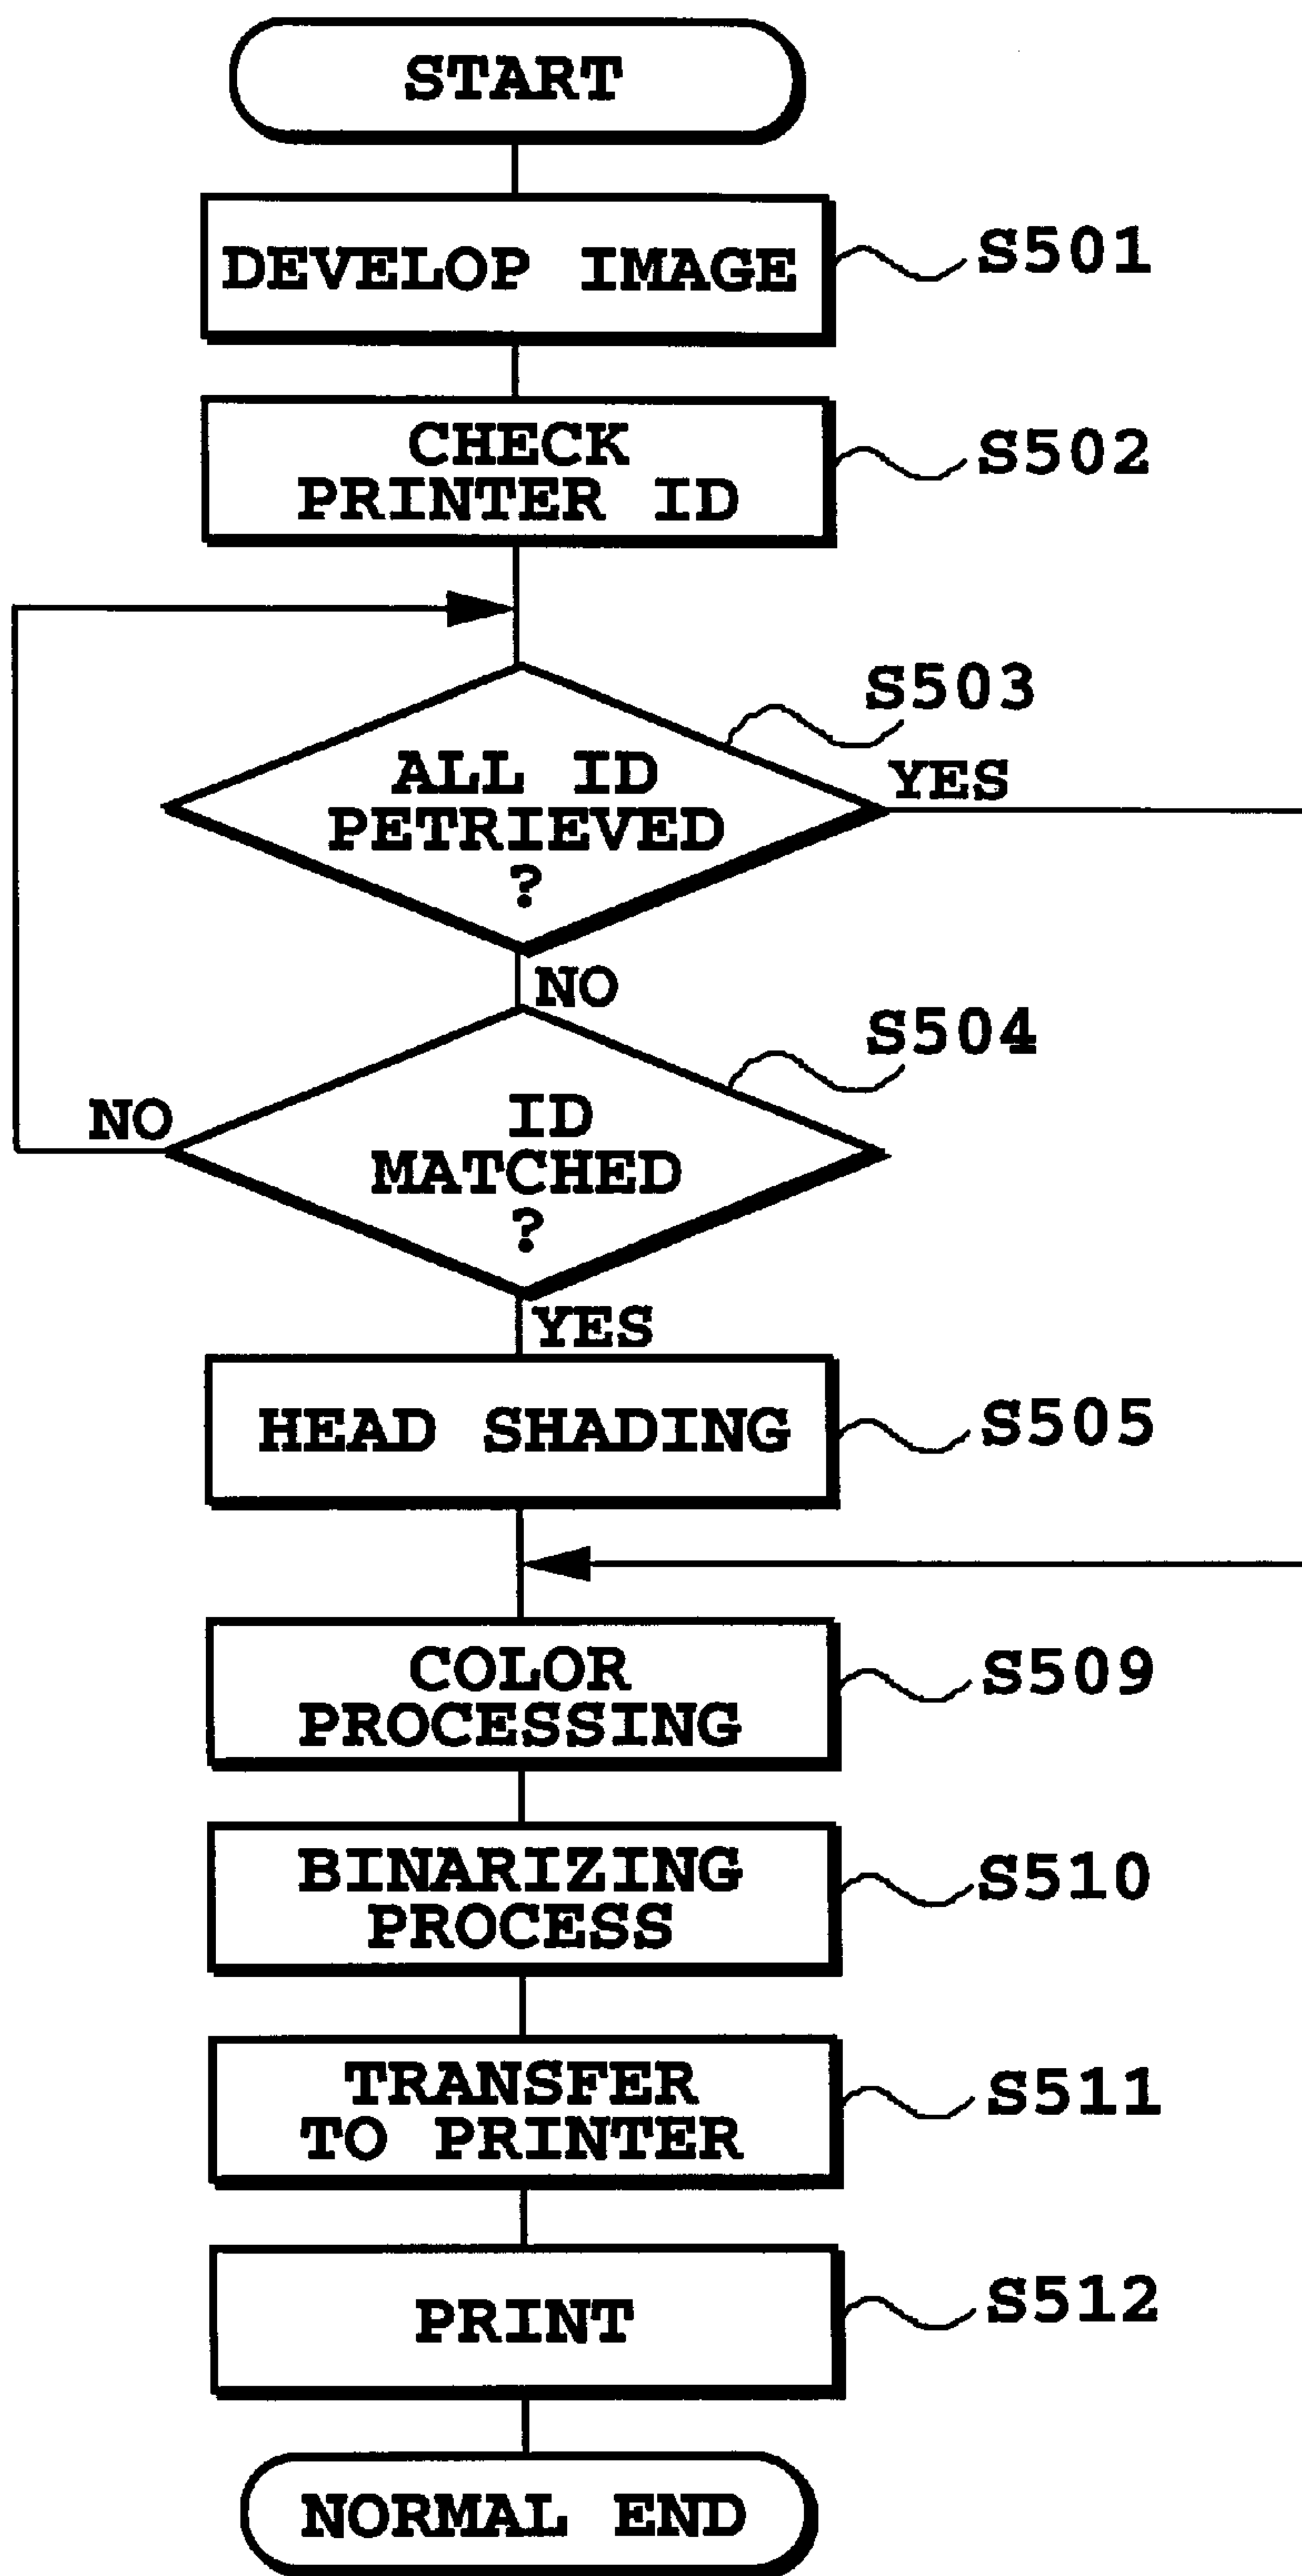 START
DEVELOP IMAGE
S501
CHECK
PRINTER ID
S502
S503
ALL ID
PETRIEVED
?
YES
NO
S504
ID
MATCHED
?
NO
YES
HEAD SHADING
S505
COLOR
PROCESSING
S509
BINARIZING
PROCESS
S510
TRANSFER
TO PRINTER
S511
PRINT
S512
NORMAL END